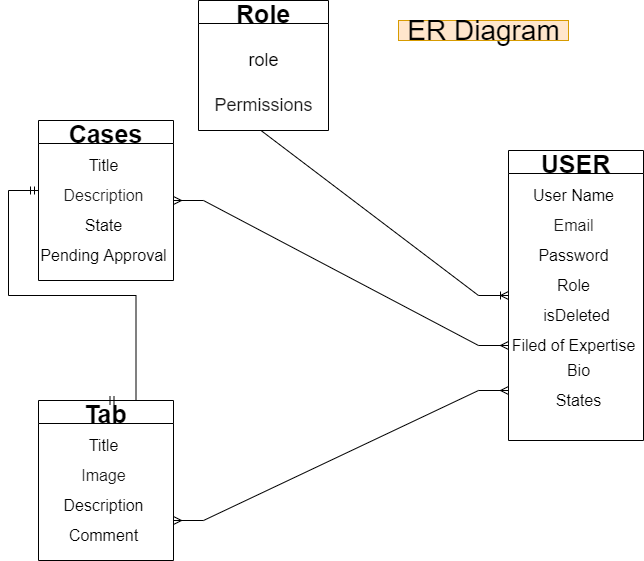 Role
role
Permissions
ER Diagram
Cases
Title
Description
State
Pending Approval
USER
User Name
Email
Password
Role
isDeleted
Filed of Expertise
Bio
States
Tab
Title
Image
Description
Comment